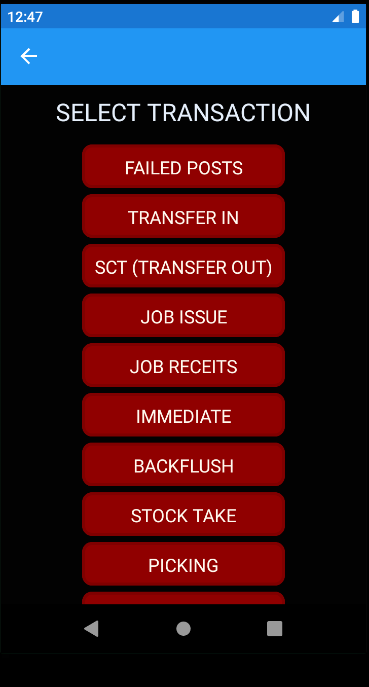 12:47
SELECT TRANSACTION
FAILED POSTS
TRANSFER IN
SCT (TRANSFER OUT)
JOB ISSUE
JOB RECEITS
IMMEDIATE
BACKFLUSH
STOCK TAKE
PICKING